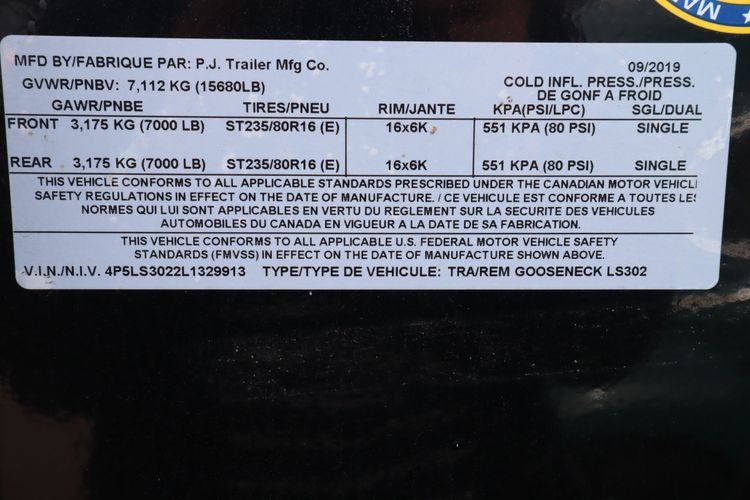 MFD BY/FABRIQUE PAR: P.J. Trailer Mfg Co. 09/2019
GVWR/PNBV: 7,112 KG (15680LB) COLD INFL. PRESS./PRESS.
DE GONF A FROID
GAWR/PNBE TIRES/PNEU RIM/JANTE KPA(PSI/LPC) SGL/DUAL
FRONT 3,175 KG (7000 LB) ST235/80R16 (E) 16x6K 551 KPA (80 PSI) SINGLE
REAR 3,175 KG (7000 LB) ST235/80R16 (E) 16x6K 551 KPA (80 PSI) SINGLE
THIS VEHICLE CONFORMS TO ALL APPLICABLE STANDARDS PRESCRIBED UNDER THE CANADIAN MOTOR VEHICL
SAFETY REGULATIONS IN EFFECT ON THE DATE OF MANUFACTURE. / CE VEHICULE EST CONFORME A TOUTES LES
NORMES QUI LUI SONT APPLICABLES EN VERTU DU REGLEMENT SUR LA SECURITE DES VEHICULES
AUTOMOBILES DU CANADA EN VIGUEUR A LA DATE DE SA FABRICATION.
THIS VEHICLE CONFORMS TO ALL APPLICABLE U.S. FEDERAL MOTOR VEHICLE SAFETY
STANDARDS (FMVSS) IN EFFECT ON THE DATE OF MANUFACTURE SHOWN ABOVE.
V.I.N./N.I.V. 4P5LS3022L1329913 TYPE/TYPE DE VEHICULE: TRA/REM GOOSENECK LS302